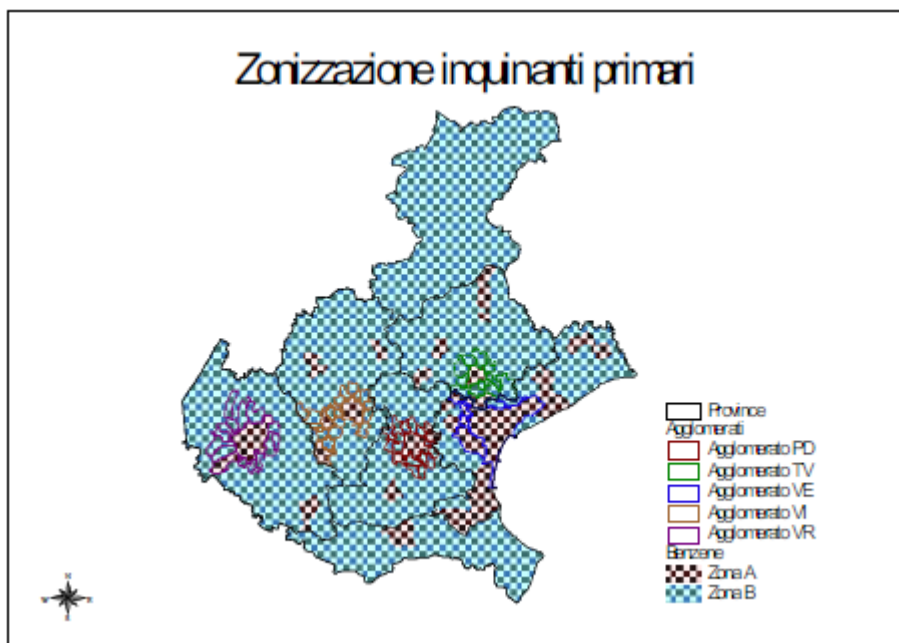 Zonizzazione inquinanti primari
Province
Agglomerati
Agglomerato PD
Agglomerato TV
Agglomerato VE
Agglomerato VI
Agglomerato VR
Benzene
Zona A
Zona B